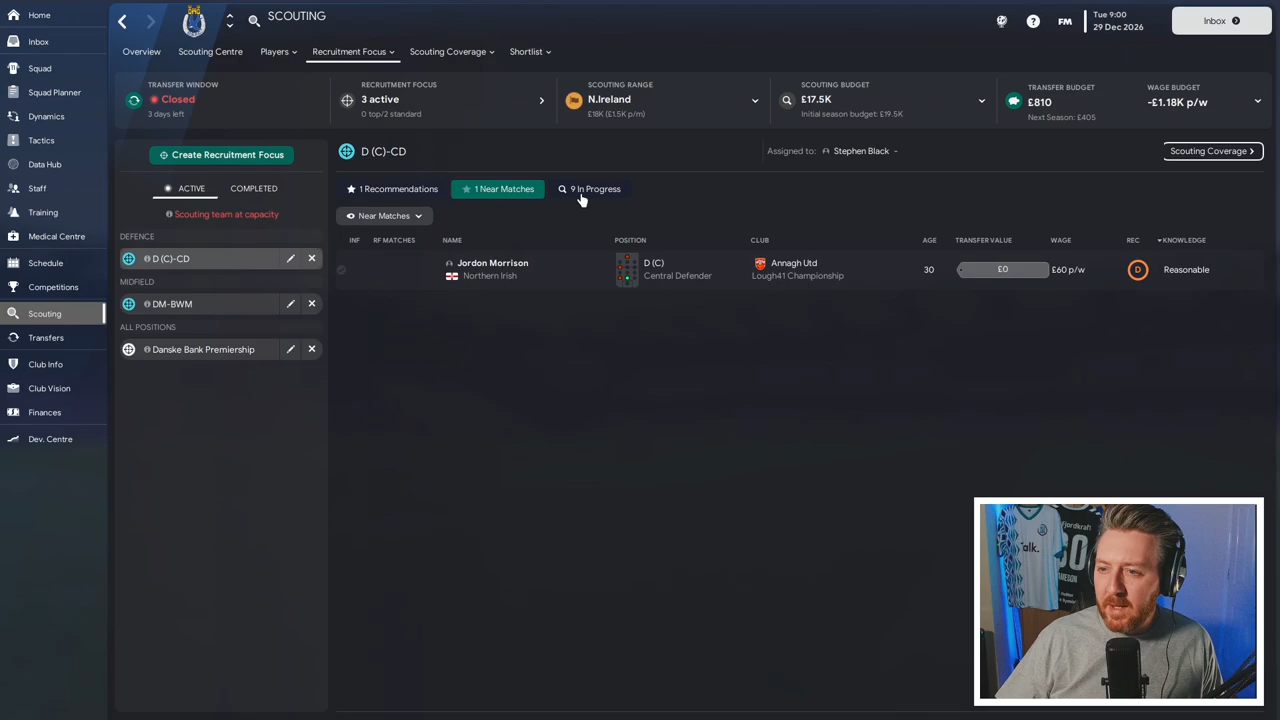 Home
SCOUTING
Tue 9:00
29 Dec 2026
FM
Inbox
Inbox
Overview
Scouting Centre
Players
Recruitment Focus
Scouting Coverage
Shortlist
Squad
Squad Planner
Dynamics
Tactics
Data Hub
Staff
Training
Medical Centre
Schedule
Competitions
Scouting
Transfers
Club Info
Club Vision
Finances
Dev. Centre
TRANSFER WINDOW
Closed
3 days left
RECRUITMENT FOCUS
3 active
0 top/2 standard
SCOUTING RANGE
N.Ireland
£18K (£1.5K p/m)
SCOUTING BUDGET
£17.5K
Initial season budget: £19.5K
TRANSFER BUDGET
£810
Next Season: £405
WAGE BUDGET
-£1.18K p/w
Create Recruitment Focus
ACTIVE
COMPLETED
Scouting team at capacity
DEFENCE
D (C)-CD
MIDFIELD
DM-BWM
ALL POSITIONS
Danske Bank Premiership
D (C)-CD
Assigned to: Stephen Black -
Scouting Coverage
1 Recommendations
1 Near Matches
9 In Progress
Near Matches
INF
RF MATCHES
NAME
POSITION
CLUB
AGE
TRANSFER VALUE
WAGE
REC
KNOWLEDGE
Jordon Morrison
Northern Irish
D (C)
Central Defender
Annagh Utd
Lough41 Championship
30
£0
£60 p/w
D
Reasonable
Talk.
Fjordkraft
JAMIESON